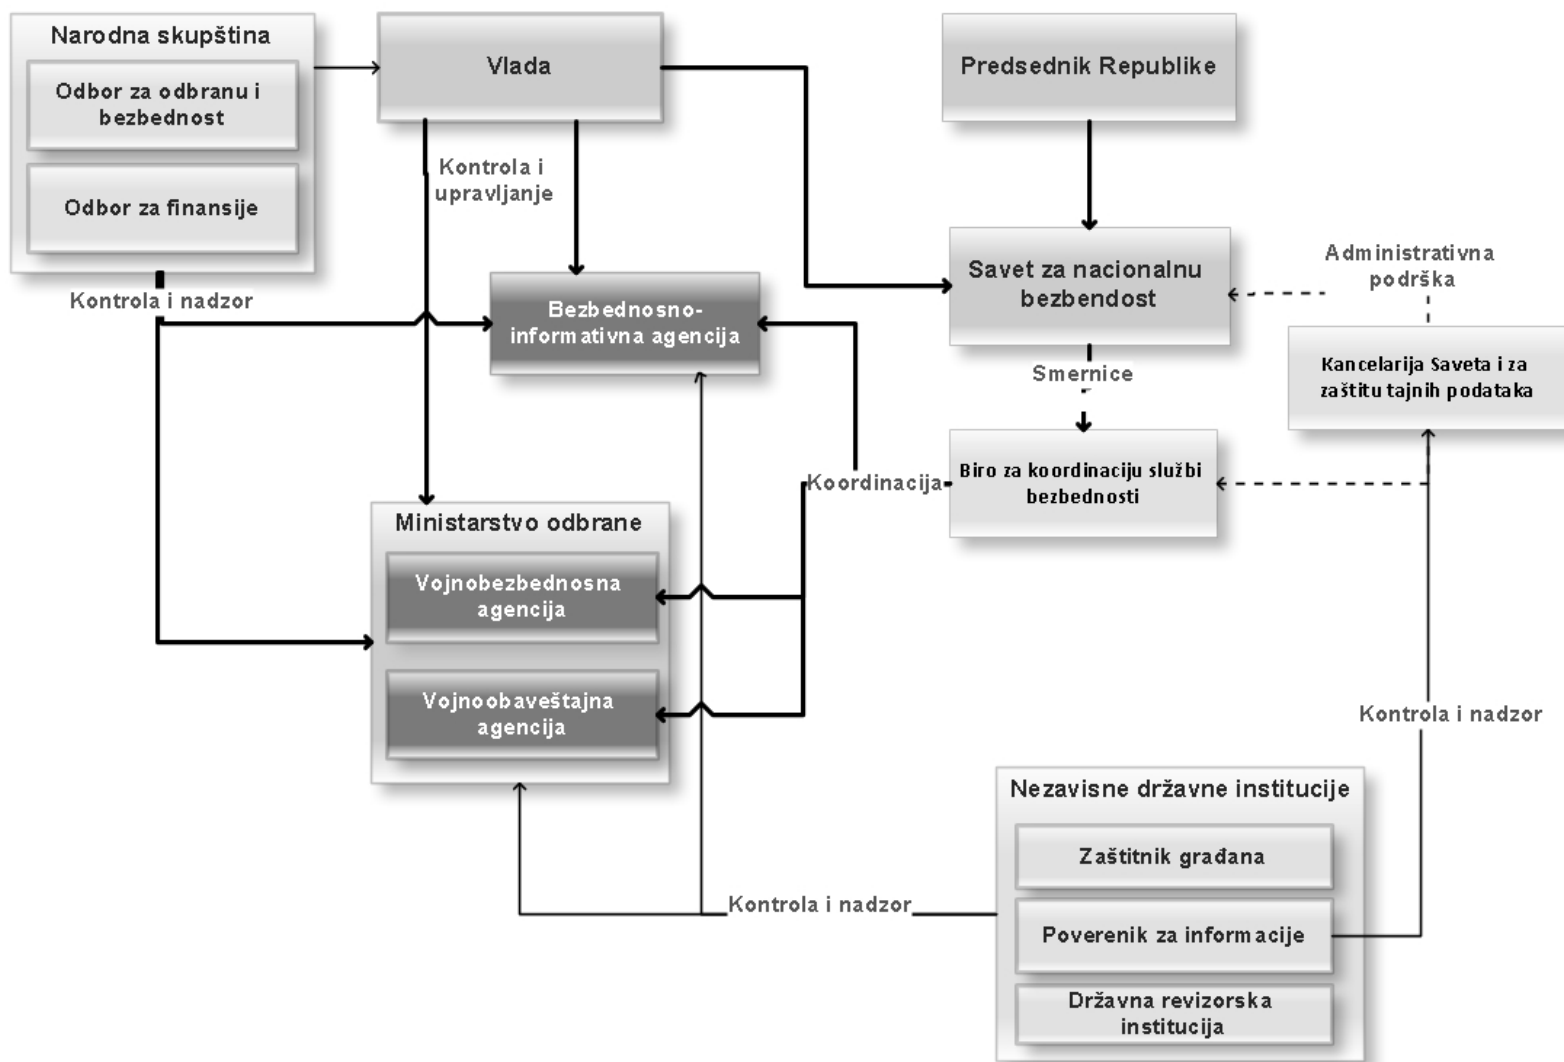 Narodna skupština
Odbor za odbranu i
bezbednost
Odbor za finansije
Vlada
Predsednik Republike
Kontrola i
upravljanje
Kontrola i nadzor
Bezbednosno-
informativna agencija
Savet za nacionalnu
bezbendost
Administrativna
podrška
Smernice
Kancelarija Saveta i za
zaštitu tajnih podataka
Koordinacija
Biro za koordinaciju službi
bezbednosti
Ministarstvo odbrane
Vojnobezbednosna
agencija
Vojnoobaveštajna
agencija
Kontrola i nadzor
Nezavisne državne institucije
Zaštitnik građana
Kontrola i nadzor
Poverenik za informacije
Državna revizorska
institucija